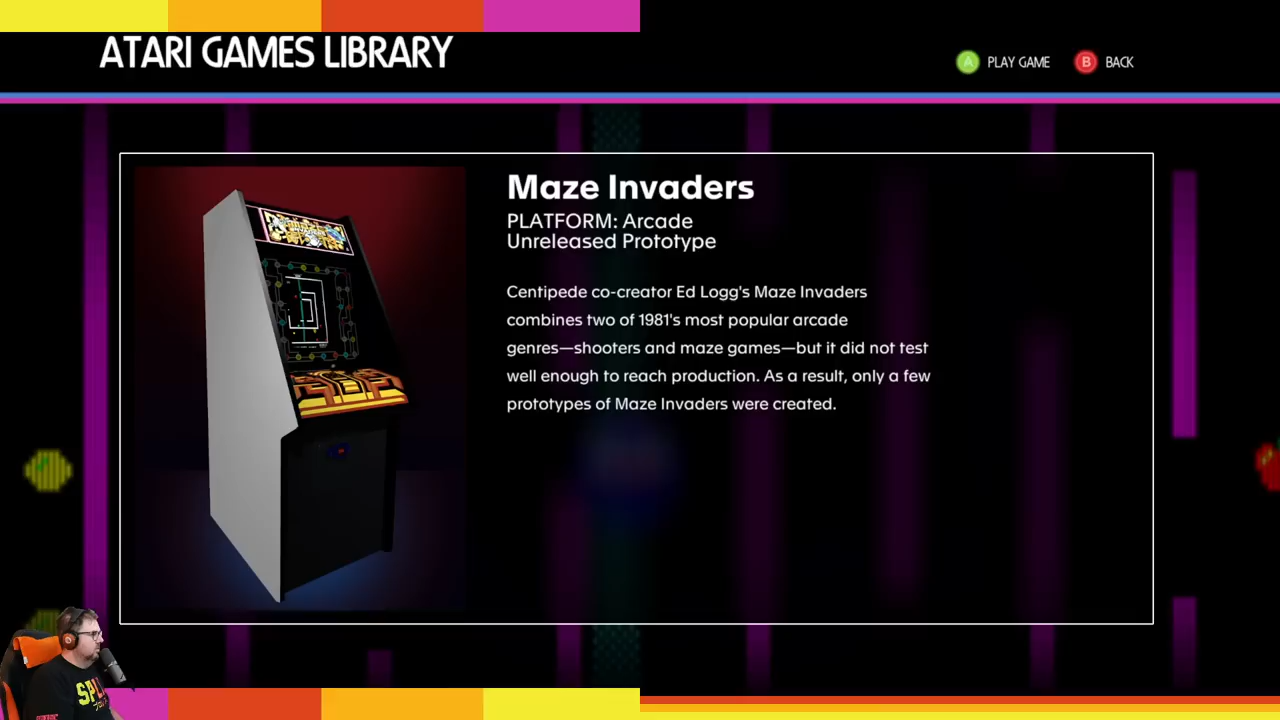 ATARI GAMES LIBRARY
A PLAY GAME B BACK
Maze Invaders
PLATFORM: Arcade
Unreleased Prototype
Centipede co-creator Ed Logg's Maze Invaders
combines two of 1981's most popular arcade
genres—shooters and maze games—but it did not test
well enough to reach production. As a result, only a few
prototypes of Maze Invaders were created.